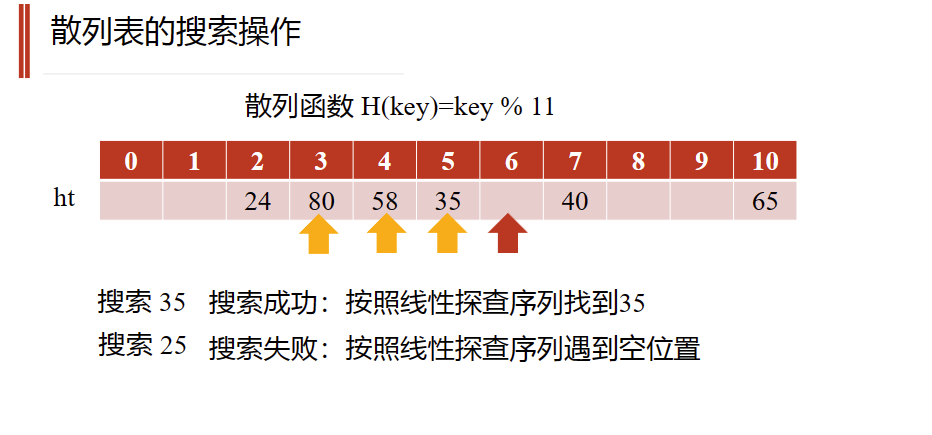 散列表的搜索操作
散列函数 H(key)=key % 11
0 1 2 3 4 5 6 7 8 9 10
ht 24 80 58 35 40 65
搜索 35 搜索成功：按照线性探查序列找到35
搜索 25 搜索失败：按照线性探查序列遇到空位置